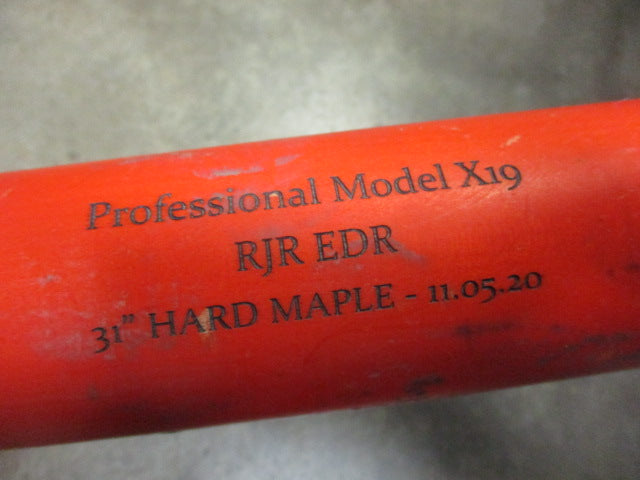 Professional Model X19
RJR EDR
31" HARD MAPLE - 11.05.20